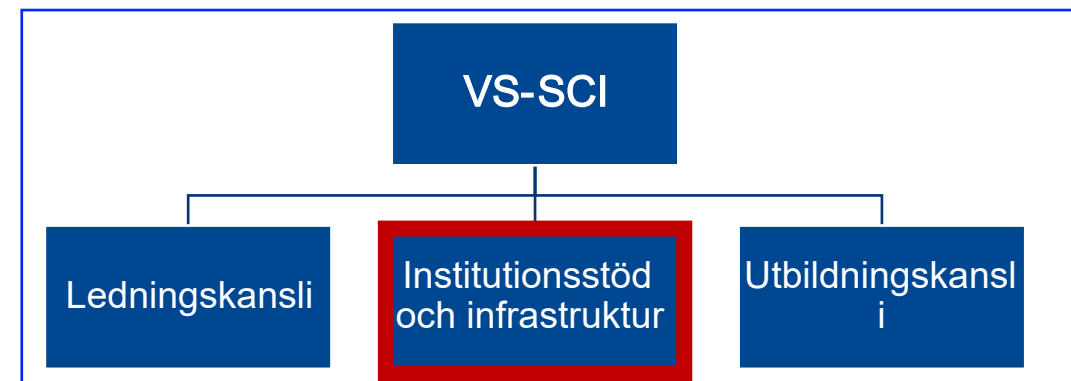 VS-SCI
Ledningskansli
Institutionsstöd
och infrastruktur
Utbildningskansl
i